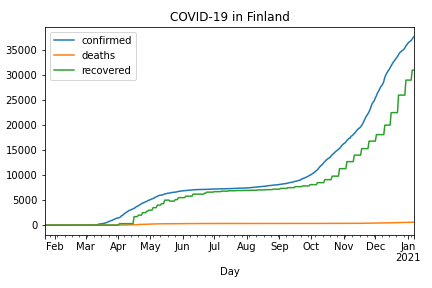 COVID-19 in Finland
confirmed
deaths
recovered
35000
30000
25000
20000
15000
10000
5000
0
Feb Mar Apr May Jun Jul Aug Sep Oct Nov Dec Jan
2021
Day